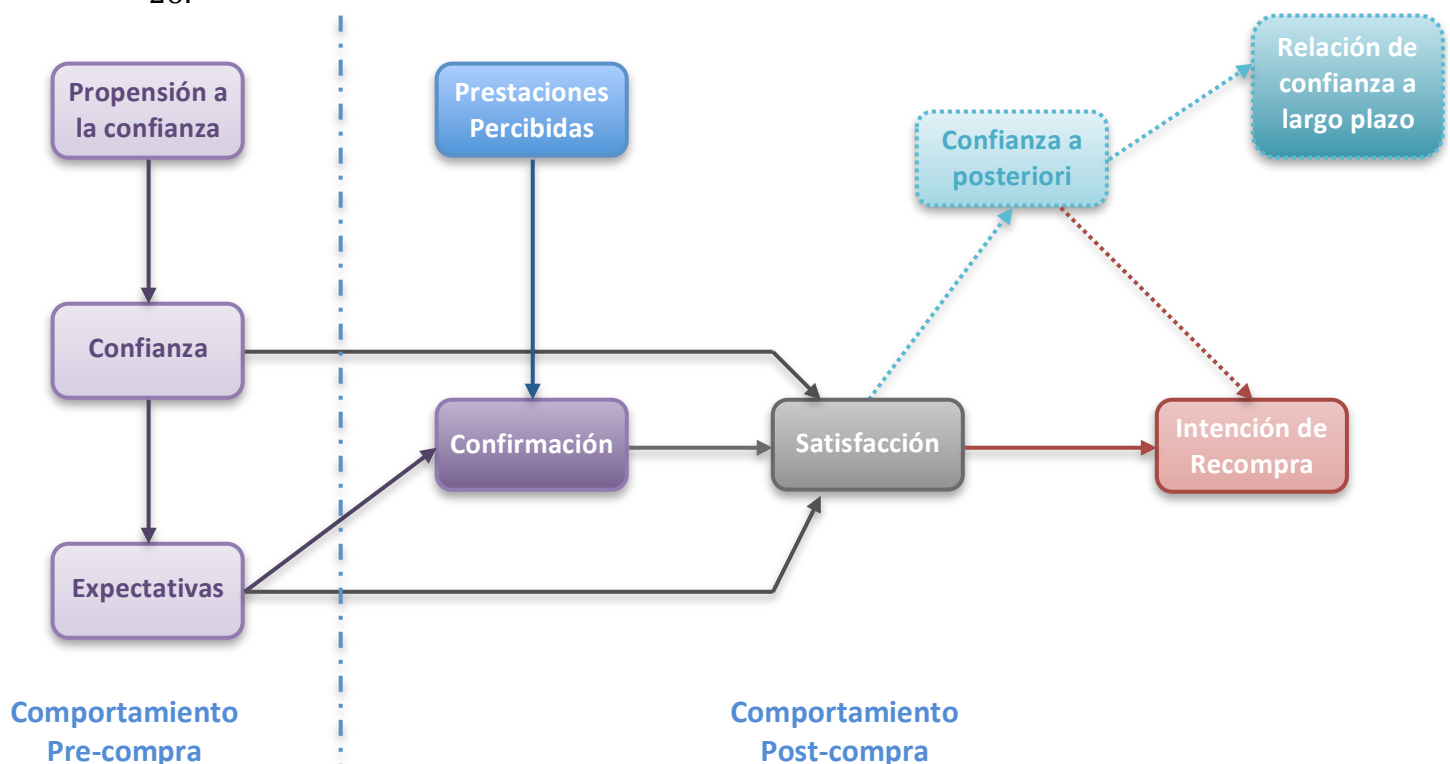 26.
Propensión a
la confianza
Prestaciones
Percibidas
Relación de
confianza a
largo plazo
Confianza a
posteriori
Confianza
Confirmación
Satisfacción
Intención de
Recompra
Expectativas
Comportamiento
Pre-compra
Comportamiento
Post-compra